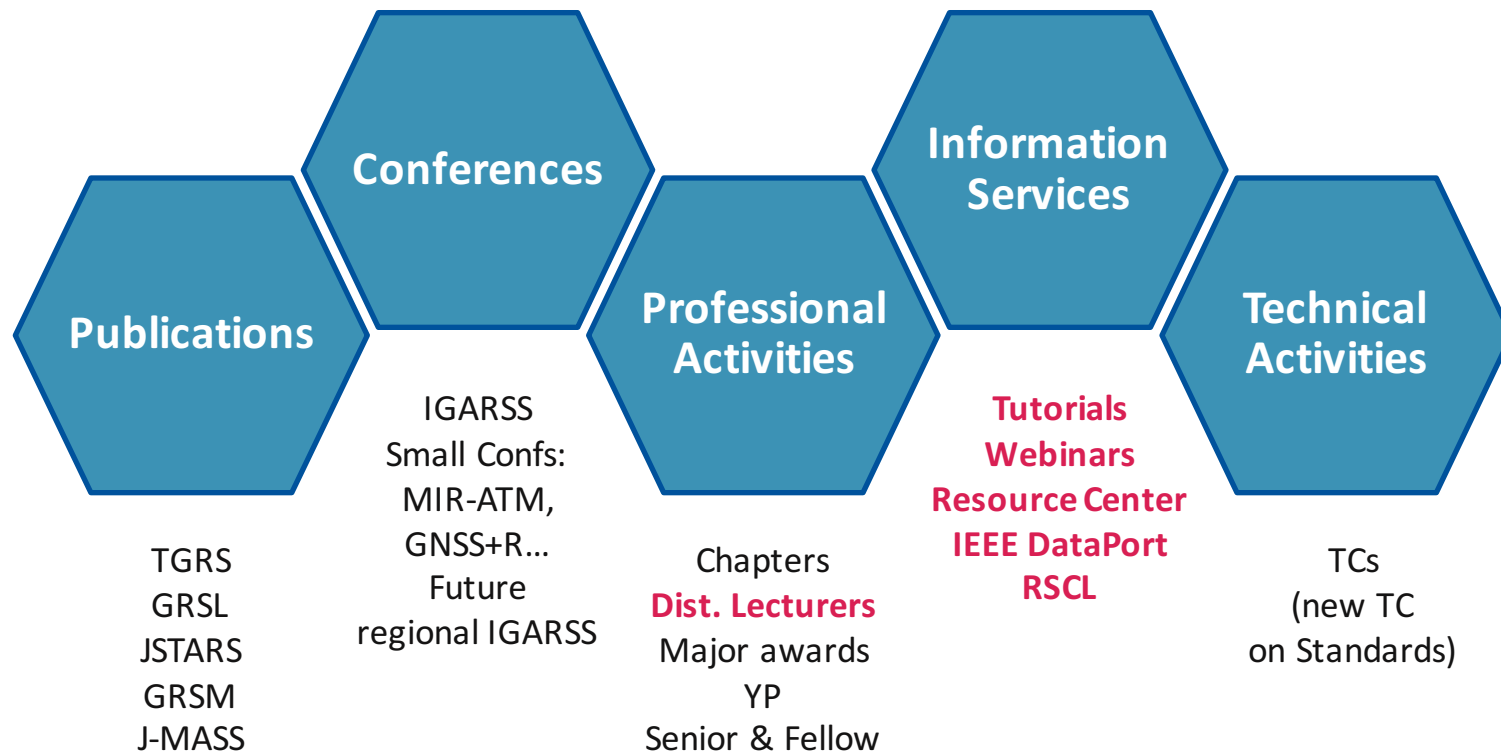 Publications
TGRS
GRSL
JSTARS
GRSM
J-MASS
Conferences
IGARSS
Small Confs:
MIR-ATM,
GNSS+R...
Future
regional IGARSS
Professional
Activities
Chapters
Dist. Lecturers
Major awards
YP
Senior & Fellow
Information
Services
Tutorials
Webinars
Resource Center
IEEE DataPort
RSCL
Technical
Activities
TCs
(new TC
on Standards)